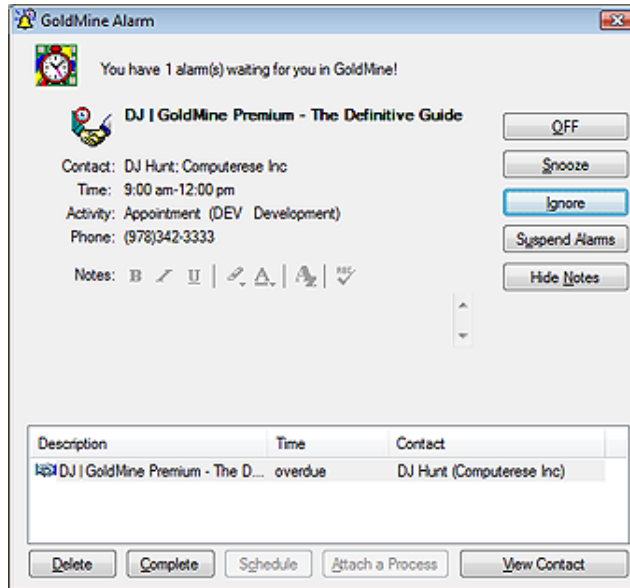 GoldMine Alarm
You have 1 alarm(s) waiting for you in GoldMine!
DJ | GoldMine Premium - The Definitive Guide
OFF
Contact: DJ Hunt: Computerese Inc
Snooze
Time: 9:00 am-12:00 pm
Ignore
Activity: Appointment (DEV Development)
Phone: (978)342-3333
Suspend Alarms
Notes: B I U A A ABC
Hide Notes
Description Time Contact
DJ | GoldMine Premium - The D... overdue DJ Hunt (Computerese Inc)
Delete Complete Schedule Attach a Process View Contact